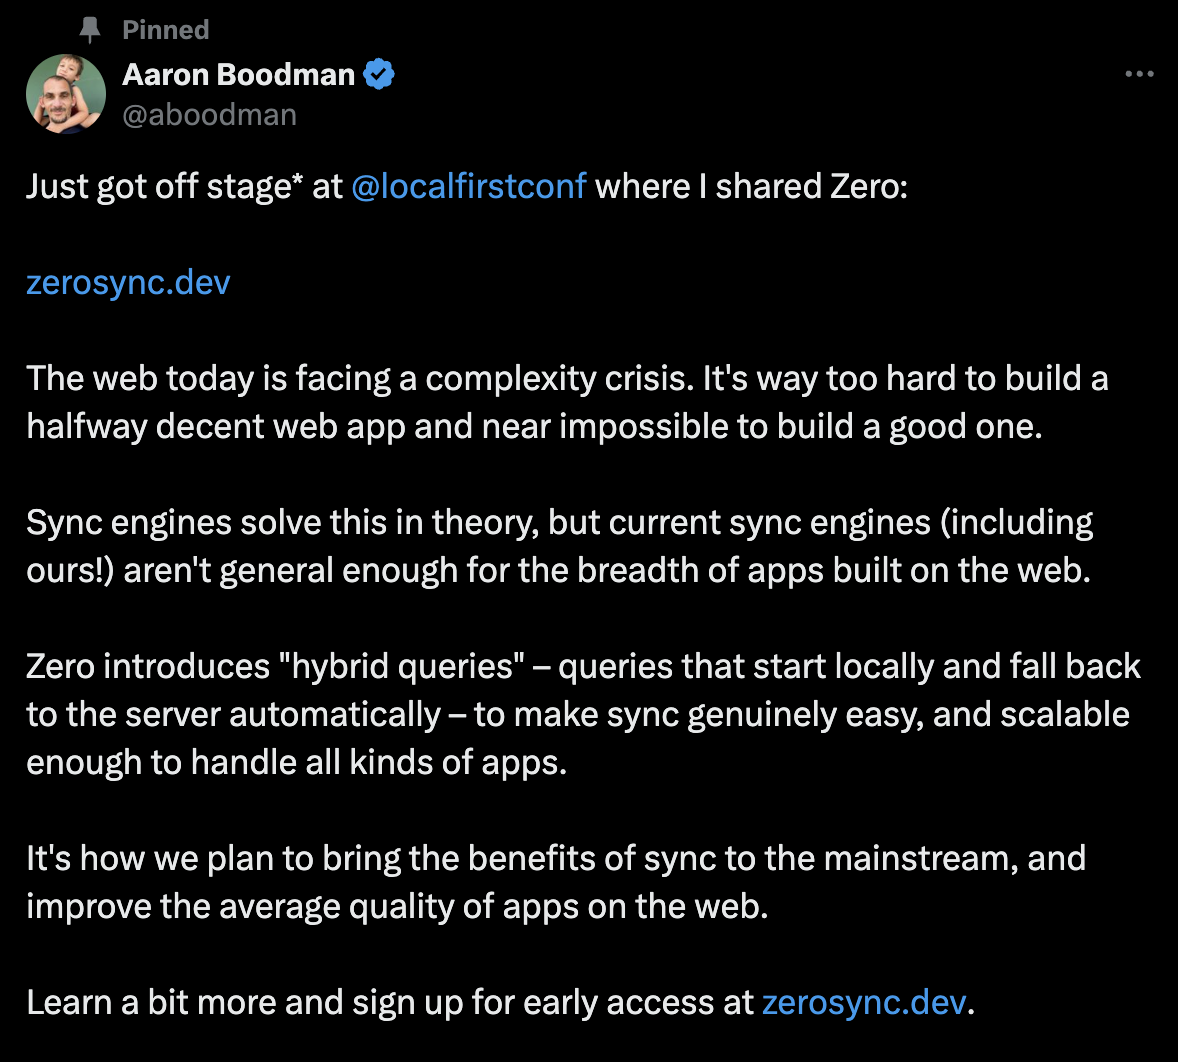 Pinned
Aaron Boodman
@aboodman
Just got off stage* at @localfirstconf where I shared Zero:
zerosync.dev
The web today is facing a complexity crisis. It's way too hard to build a
halfway decent web app and near impossible to build a good one.
Sync engines solve this in theory, but current sync engines (including
ours!) aren't general enough for the breadth of apps built on the web.
Zero introduces "hybrid queries" – queries that start locally and fall back
to the server automatically – to make sync genuinely easy, and scalable
enough to handle all kinds of apps.
It's how we plan to bring the benefits of sync to the mainstream, and
improve the average quality of apps on the web.
Learn a bit more and sign up for early access at zerosync.dev.